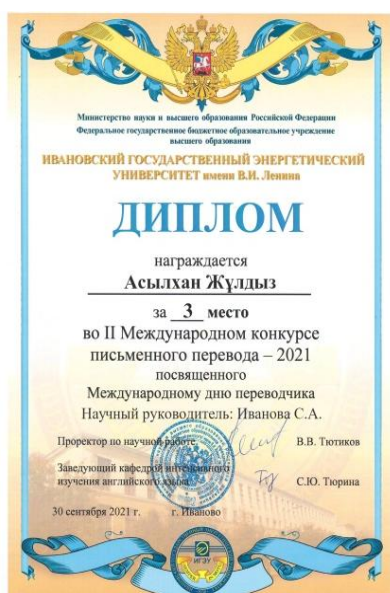 Министерство науки и высшего образования Российской Федерации
Федеральное государственное бюджетное образовательное учреждение
высшего образования
ИВАНОВСКИЙ ГОСУДАРСТВЕННЫЙ ЭНЕРГЕТИЧЕСКИЙ
УНИВЕРСИТЕТ имени В.И. Ленина
ДИПЛОМ
награждается
Асылхан Жұлдыз
за 3 место
во II Международном конкурсе
письменного перевода – 2021
посвященного
Международному дню переводчика
Научный руководитель: Иванова С.А.
Проректор по научной работе В.В. Тютиков
Заведующий кафедрой интенсивного
изучения английского языка С.Ю. Тюрина
30 сентября 2021 г. г. Иваново
ИГЭУ